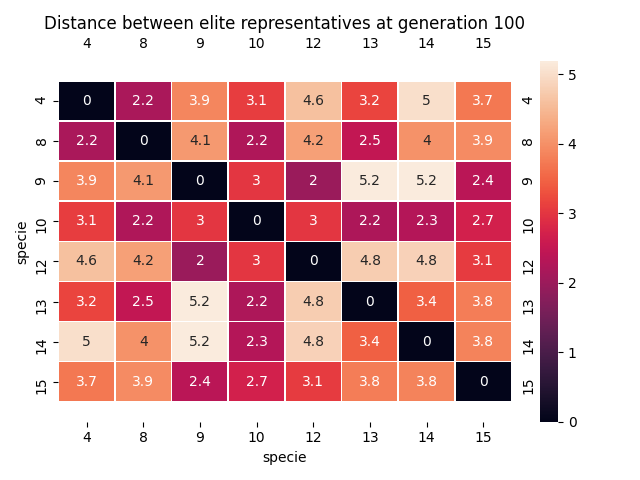 Distance between elite representatives at generation 100
4 8 9 10 12 13 14 15
4 0 2.2 3.9 3.1 4.6 3.2 5 3.7 4
8 2.2 0 4.1 2.2 4.2 2.5 4 3.9 8
9 3.9 4.1 0 3 2 5.2 5.2 2.4 9
10 3.1 2.2 3 0 3 2.2 2.3 2.7 10
12 4.6 4.2 2 3 0 4.8 4.8 3.1 12
13 3.2 2.5 5.2 2.2 4.8 0 3.4 3.8 13
14 5 4 5.2 2.3 4.8 3.4 0 3.8 14
15 3.7 3.9 2.4 2.7 3.1 3.8 3.8 0 15
4 8 9 10 12 13 14 15
specie
specie
5
4
3
2
1
0